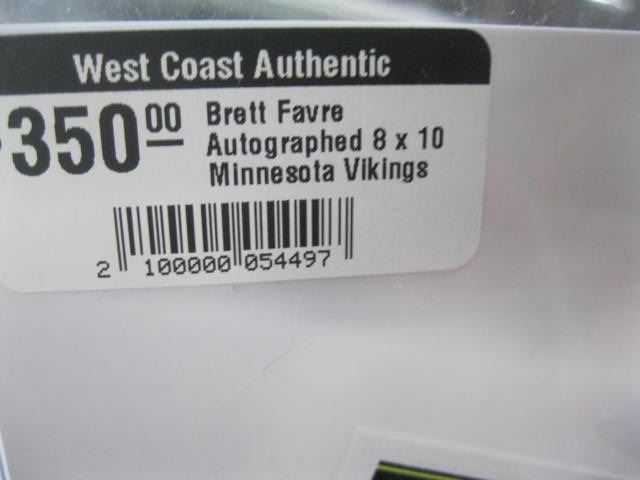 West Coast Authentic
350.00
Brett Favre
Autographed 8 x 10
Minnesota Vikings
2 100000 054497